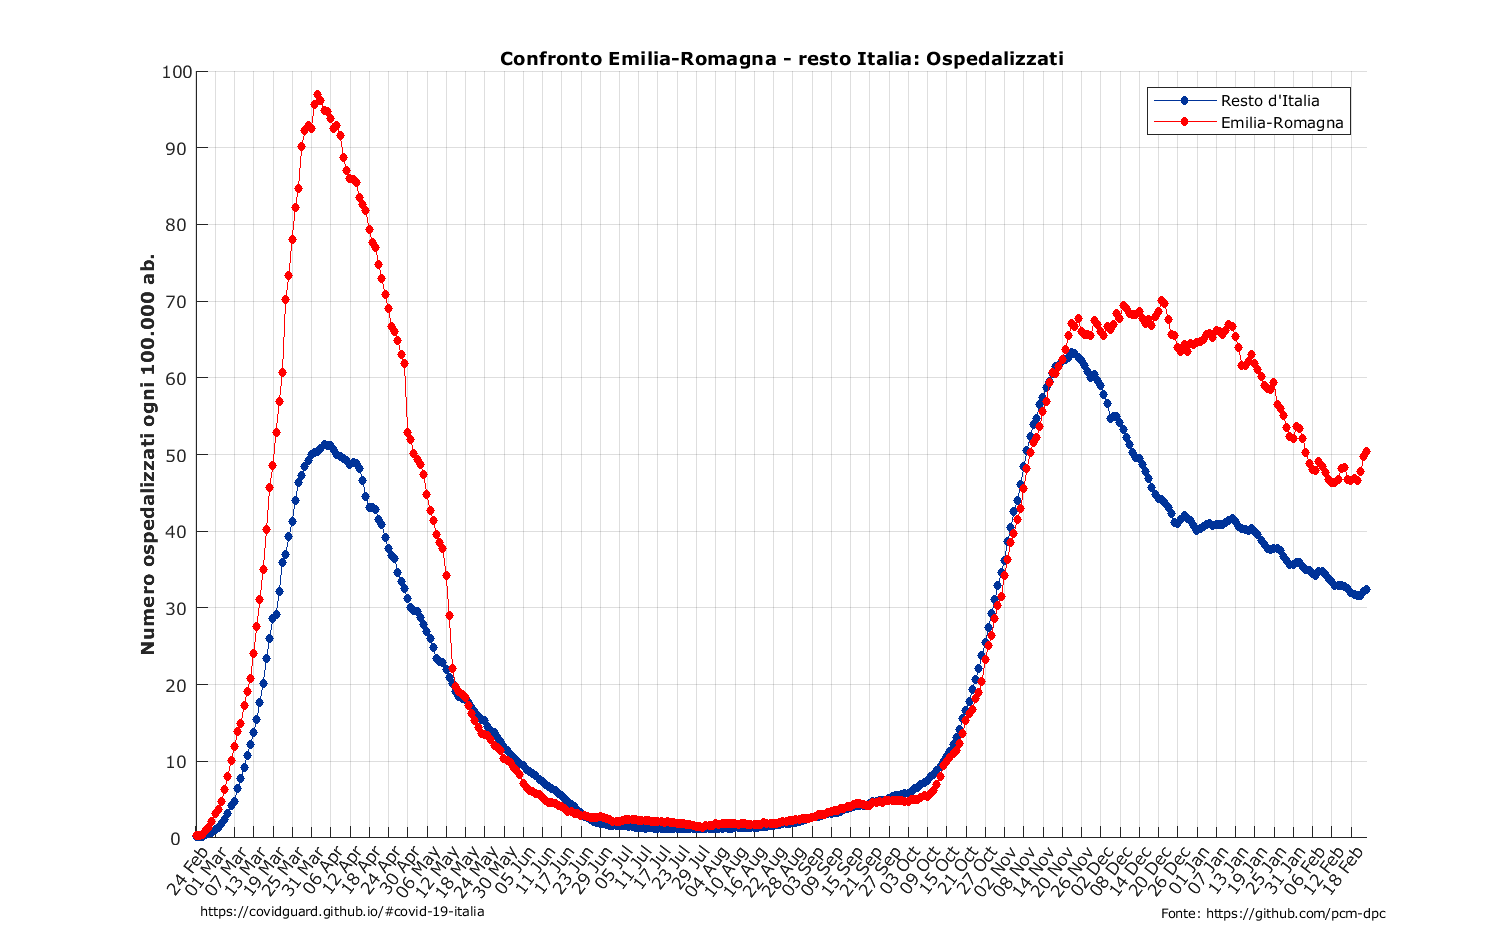 Confronto Emilia-Romagna - resto Italia: Ospedalizzati
Resto d'Italia
Emilia-Romagna
Numero ospedalizzati ogni 100.000 ab.
100
90
80
70
60
50
40
30
20
10
0
24 Feb
01 Mar
07 Mar
13 Mar
19 Mar
25 Mar
31 Mar
06 Apr
12 Apr
18 Apr
24 Apr
30 Apr
06 May
12 May
18 May
24 May
30 May
05 Jun
11 Jun
17 Jun
23 Jun
29 Jun
05 Jul
11 Jul
17 Jul
23 Jul
29 Jul
04 Aug
10 Aug
16 Aug
22 Aug
28 Aug
03 Sep
09 Sep
15 Sep
21 Sep
27 Sep
03 Oct
09 Oct
15 Oct
21 Oct
27 Oct
02 Nov
08 Nov
14 Nov
20 Nov
26 Nov
02 Dec
08 Dec
14 Dec
20 Dec
26 Dec
01 Jan
07 Jan
13 Jan
19 Jan
25 Jan
31 Jan
06 Feb
12 Feb
18 Feb
https://covidguard.github.io/#covid-19-italia
Fonte: https://github.com/pcm-dpc